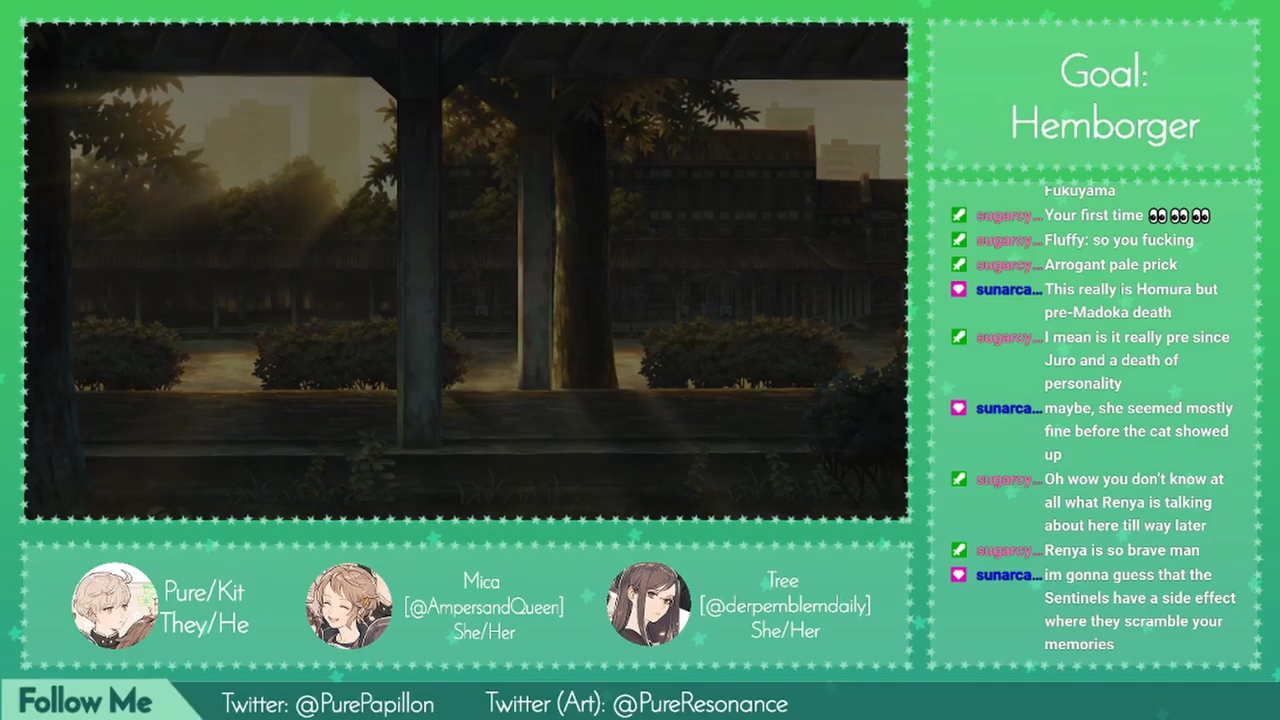 Goal:
Hemborger
Fukuyama
sugarcy... Your first time 👀👀👀
sugarcy... Fluffy: so you fucking
sugarcy... Arrogant pale prick
sunarca... This really is Homura but
pre-Madoka death
sugarcy... I mean is it really pre since
Juro and a death of
personality
sunarca... maybe, she seemed mostly
fine before the cat showed
up
sugarcy... Oh wow you don't know at
all what Renya is talking
about here till way later
sugarcy... Renya is so brave man
sunarca... im gonna guess that the
Sentinels have a side effect
where they scramble your
memories
Pure/Kit
They/He
Mica
[@AmpersandQueen]
She/Her
Tree
[@derpemblemdaily]
She/Her
Follow Me
Twitter: @PurePapillon
Twitter (Art): @PureResonance